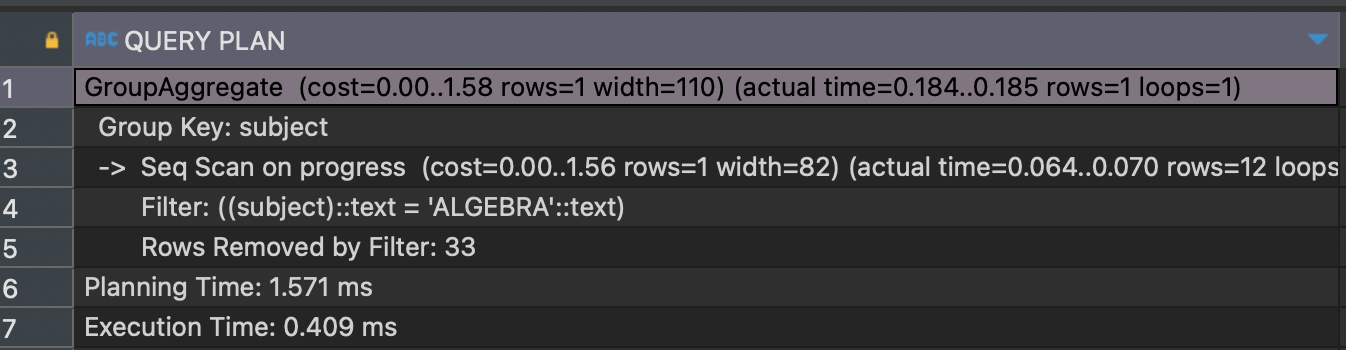 ABC QUERY PLAN
1 GroupAggregate (cost=0.00..1.58 rows=1 width=110) (actual time=0.184..0.185 rows=1 loops=1)
2 Group Key: subject
3 -> Seq Scan on progress (cost=0.00..1.56 rows=1 width=82) (actual time=0.064..0.070 rows=12 loops
4 Filter: ((subject)::text = 'ALGEBRA'::text)
5 Rows Removed by Filter: 33
6 Planning Time: 1.571 ms
7 Execution Time: 0.409 ms